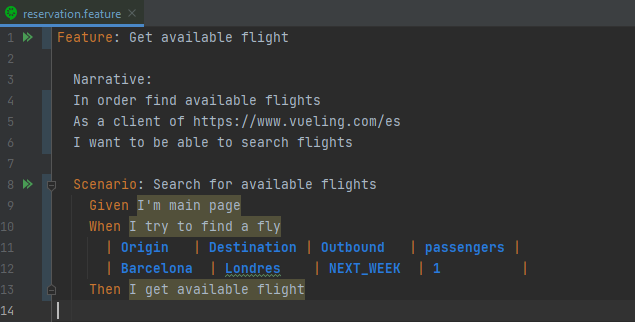 reservation.feature
1 Feature: Get available flight
2
3 Narrative:
4 In order find available flights
5 As a client of https://www.vueling.com/es
6 I want to be able to search flights
7
8 Scenario: Search for available flights
9 Given I'm main page
10 When I try to find a fly
11 | Origin | Destination | Outbound | passengers |
12 | Barcelona | Londres | NEXT_WEEK | 1 |
13 Then I get available flight
14